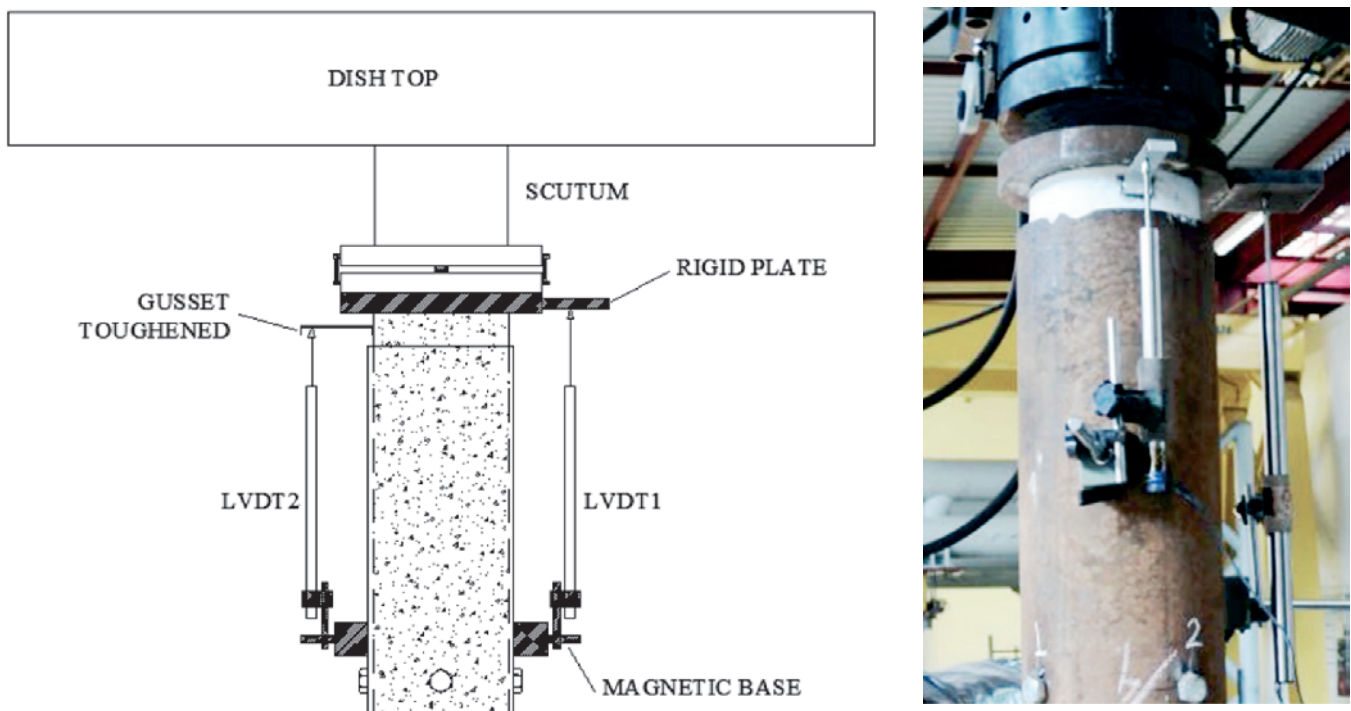 DISH TOP
SCUTUM
RIGID PLATE
GUSSET
TOUGHENED
LVDT2
LVDT1
MAGNETIC BASE
1
2